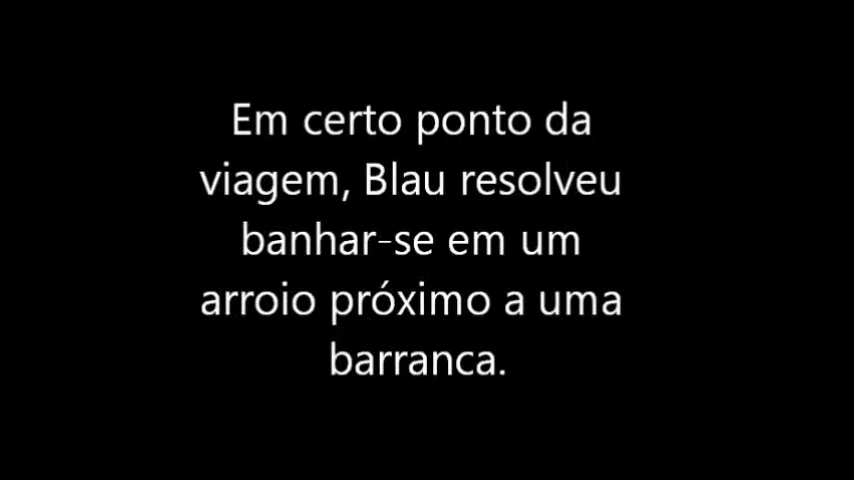 Em certo ponto da
viagem, Blau resolveu
banhar-se em um
arroio próximo a uma
barranca.